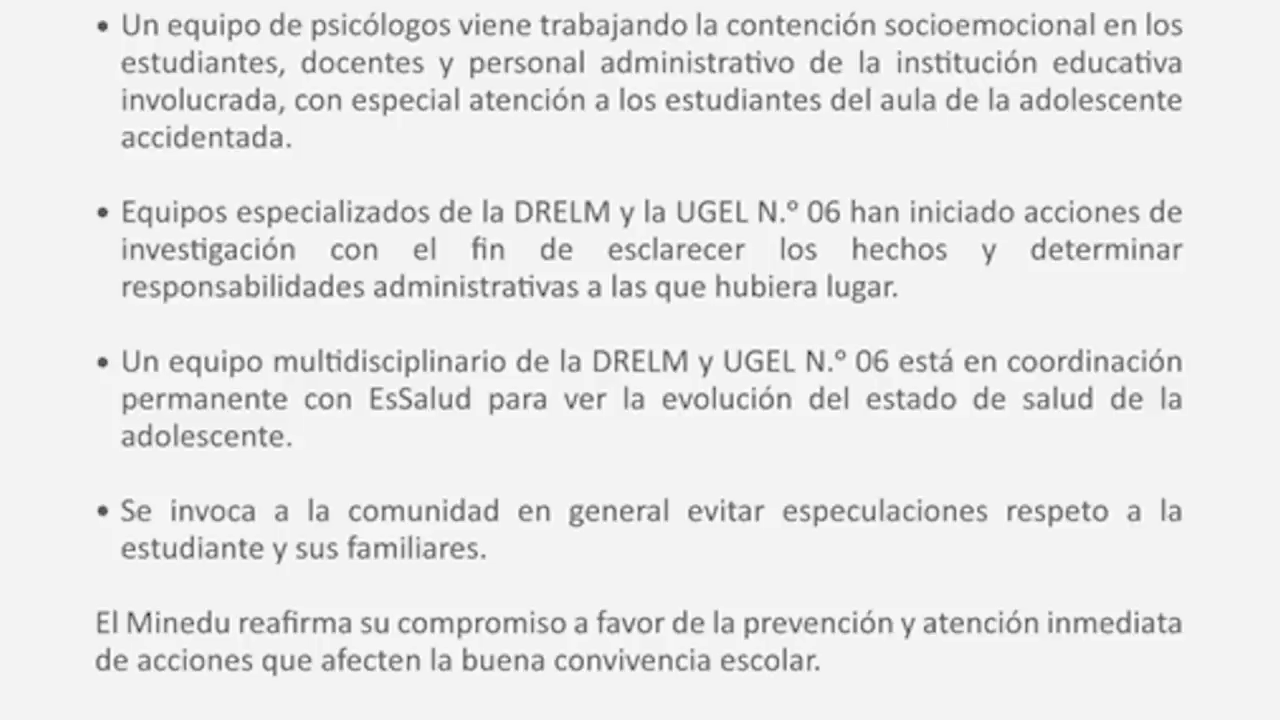 • Un equipo de psicólogos viene trabajando la contención socioemocional en los
estudiantes, docentes y personal administrativo de la institución educativa
involucrada, con especial atención a los estudiantes del aula de la adolescente
accidentada.
• Equipos especializados de la DRELM y la UGEL N.º 06 han iniciado acciones de
investigación con el fin de esclarecer los hechos y determinar
responsabilidades administrativas a las que hubiera lugar.
• Un equipo multidisciplinario de la DRELM y UGEL N.º 06 está en coordinación
permanente con EsSalud para ver la evolución del estado de salud de la
adolescente.
• Se invoca a la comunidad en general evitar especulaciones respeto a la
estudiante y sus familiares.
El Minedu reafirma su compromiso a favor de la prevención y atención inmediata
de acciones que afecten la buena convivencia escolar.